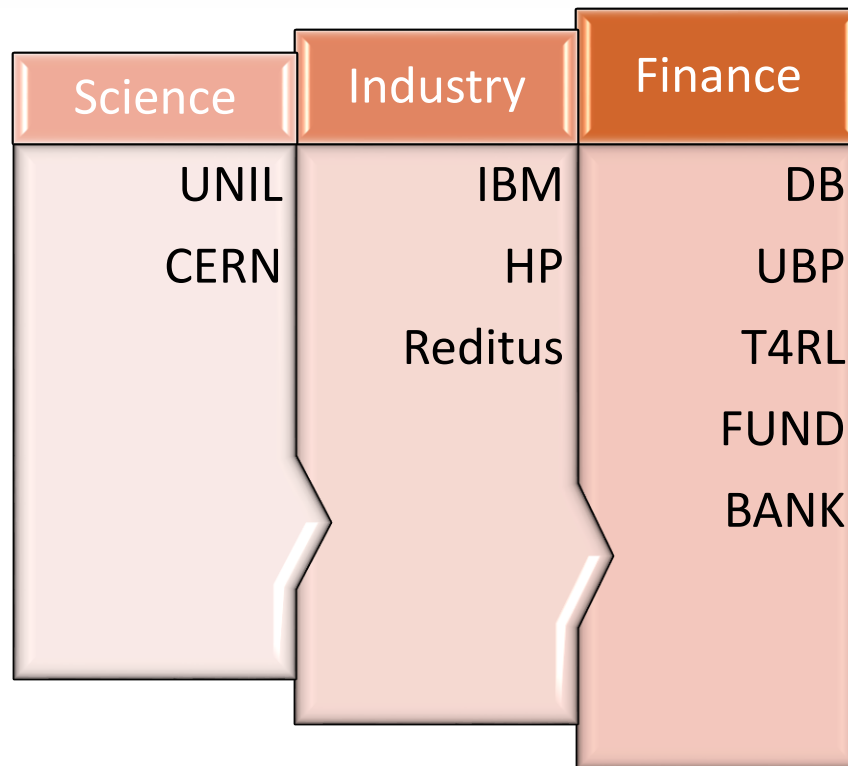 Science
UNIL
CERN
Industry
IBM
HP
Reditus
Finance
DB
UBP
T4RL
FUND
BANK